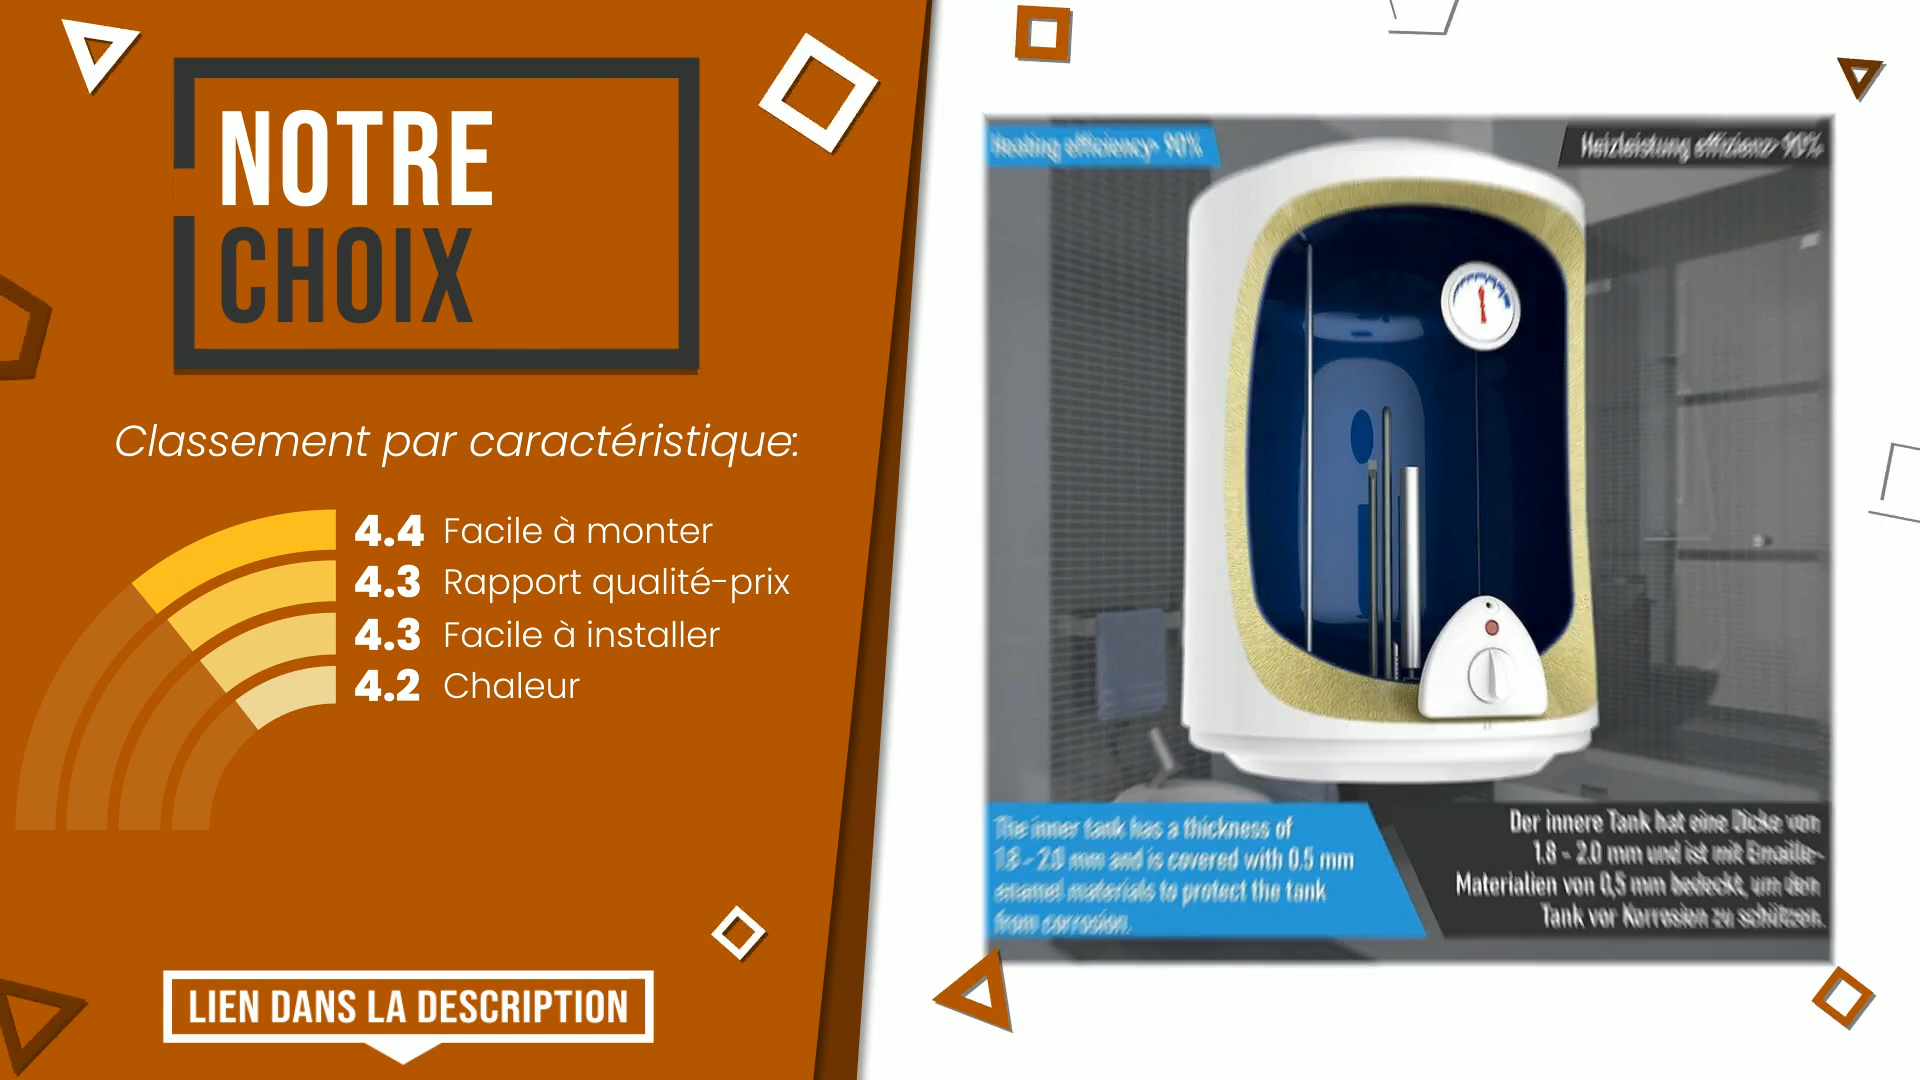 NOTRE
CHOIX
Classement par caractéristique:
4.4 Facile à monter
4.3 Rapport qualité-prix
4.3 Facile à installer
4.2 Chaleur
LIEN DANS LA DESCRIPTION
Heating efficiency> 90%
Heizleistung effizienz> 90%
The inner tank has a thickness of
1.8 - 2.0 mm and is covered with 0.5 mm
enamel materials to protect the tank
from corrosion.
Der innere Tank hat eine Dicke von
1.8 - 2.0 mm und ist mit Emaille-
Materialien von 0,5 mm bedeckt, um den
Tank vor Korrosion zu schützen.